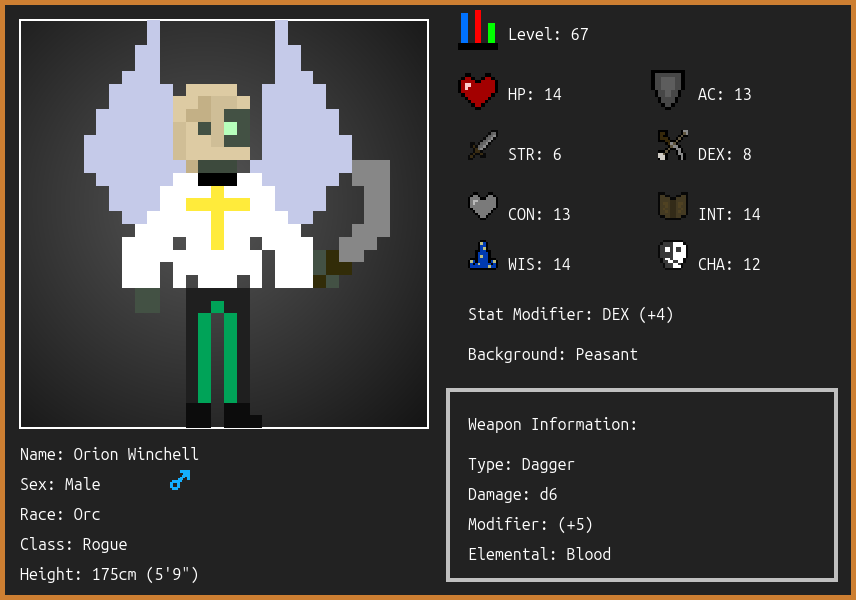 Level: 67
HP: 14
AC: 13
STR: 6
DEX: 8
CON: 13
INT: 14
WIS: 14
CHA: 12
Stat Modifier: DEX (+4)
Background: Peasant
Weapon Information:
Type: Dagger
Damage: d6
Modifier: (+5)
Elemental: Blood
Name: Orion Winchell
Sex: Male
Race: Orc
Class: Rogue
Height: 175cm (5'9")